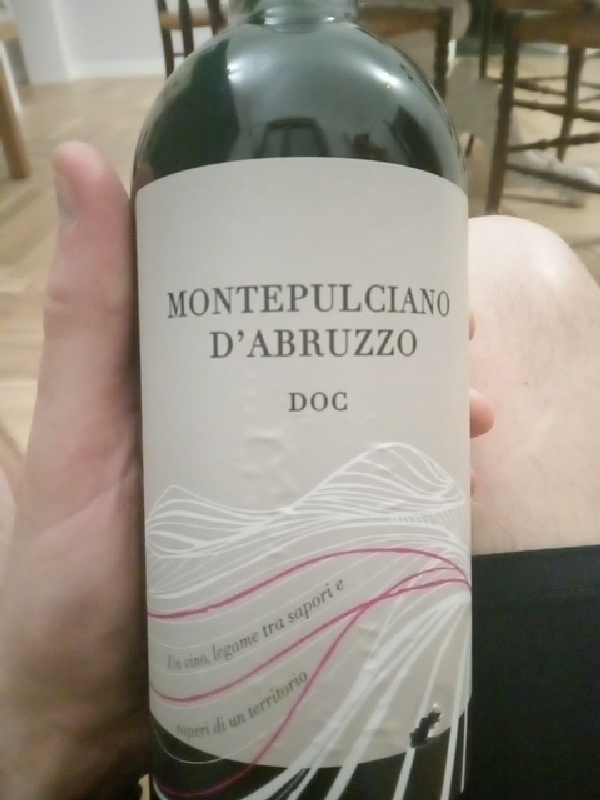 MONTEPULCIANO
D'ABRUZZO
DOC
Un vino, legame tra sapori e
saperi di un territorio